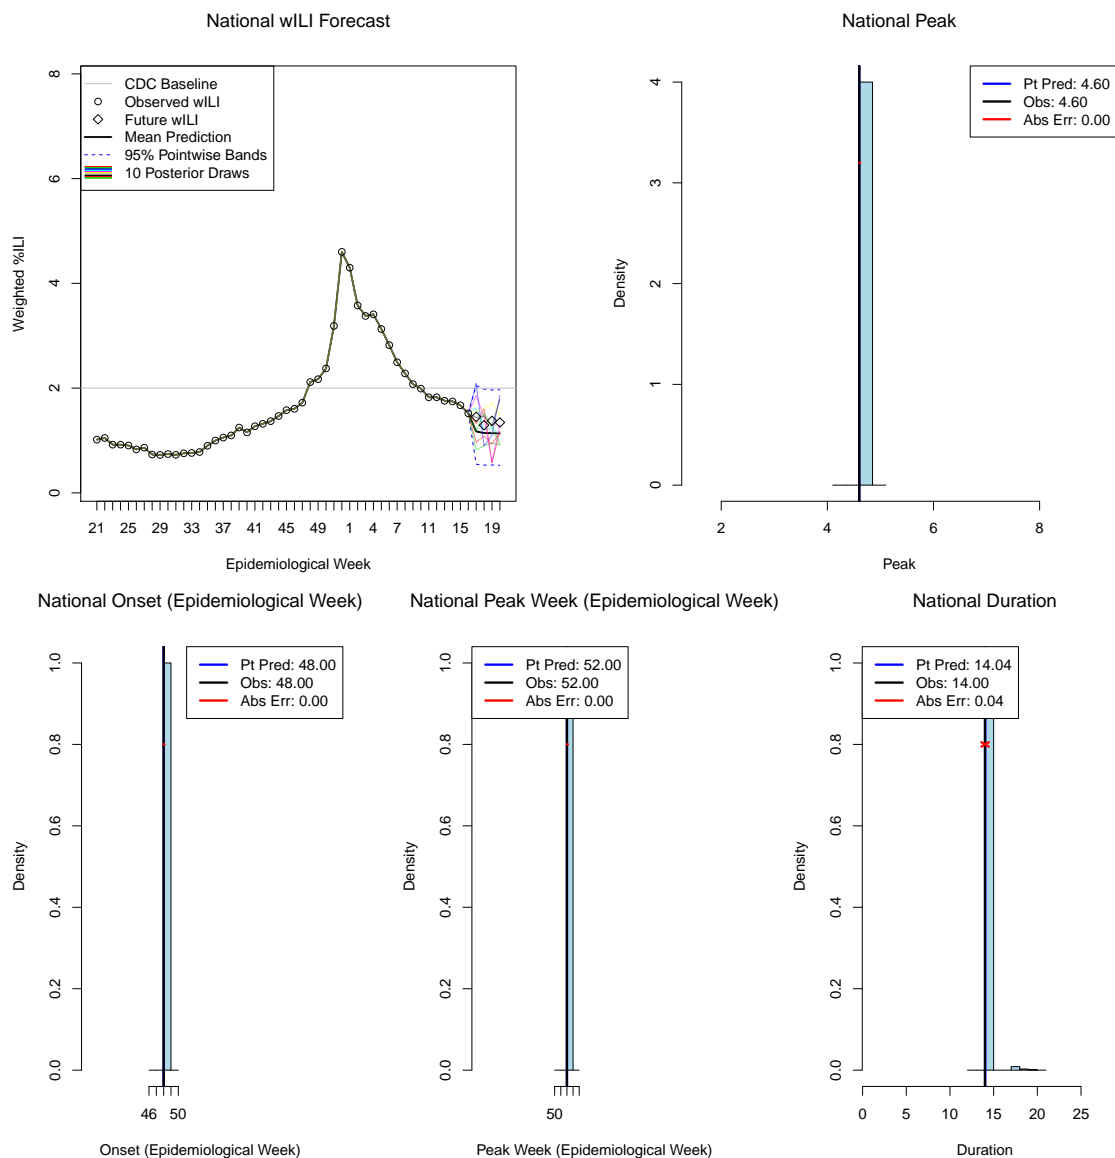 National wILI Forecast
CDC Baseline
Observed wILI
Future wILI
Mean Prediction
95% Pointwise Bands
10 Posterior Draws
Weighted %ILI
0 2 4 6 8
21 25 29 33 37 41 45 49 1 4 7 11 15 19
Epidemiological Week
National Peak
Pt Pred: 4.60
Obs: 4.60
Abs Err: 0.00
Density
0 1 2 3 4
2 4 6 8
Peak
National Onset (Epidemiological Week)
Pt Pred: 48.00
Obs: 48.00
Abs Err: 0.00
Density
0.0 0.2 0.4 0.6 0.8 1.0
46 50
Onset (Epidemiological Week)
National Peak Week (Epidemiological Week)
Pt Pred: 52.00
Obs: 52.00
Abs Err: 0.00
Density
0.0 0.2 0.4 0.6 0.8 1.0
50
Peak Week (Epidemiological Week)
National Duration
Pt Pred: 14.04
Obs: 14.00
Abs Err: 0.04
Density
0.0 0.2 0.4 0.6 0.8 1.0
0 5 10 15 20 25
Duration